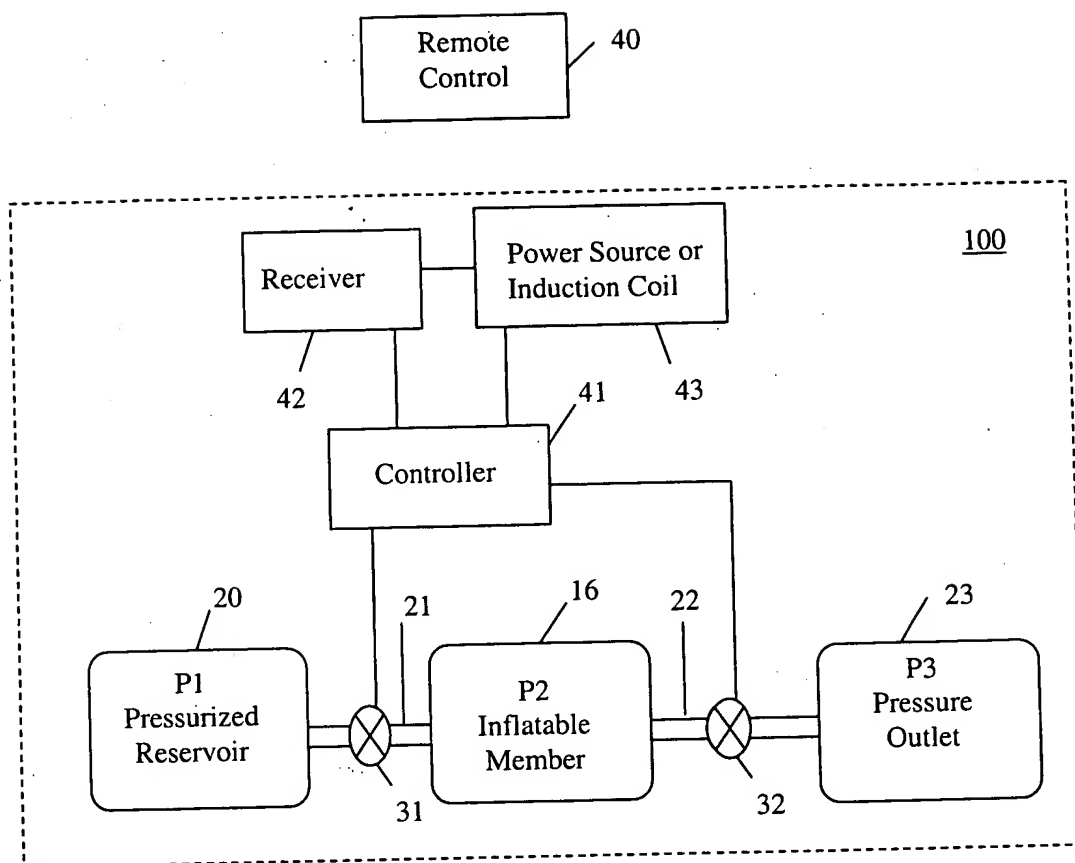 Remote
Control
40
100
Receiver
Power Source or
Induction Coil
42
41
43
Controller
20
21
16
22
23
P1
Pressurized
Reservoir
P2
Inflatable
Member
P3
Pressure
Outlet
31
32